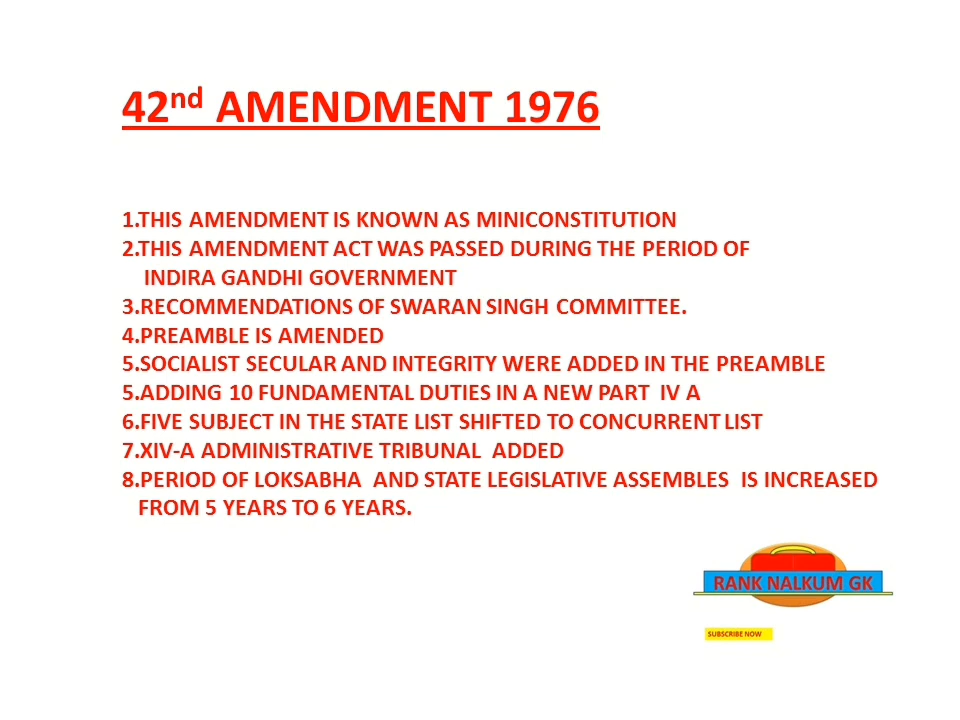 42nd AMENDMENT 1976
1.THIS AMENDMENT IS KNOWN AS MINICONSTITUTION
2.THIS AMENDMENT ACT WAS PASSED DURING THE PERIOD OF
INDIRA GANDHI GOVERNMENT
3.RECOMMENDATIONS OF SWARAN SINGH COMMITTEE.
4.PREAMBLE IS AMENDED
5.SOCIALIST SECULAR AND INTEGRITY WERE ADDED IN THE PREAMBLE
5.ADDING 10 FUNDAMENTAL DUTIES IN A NEW PART IV A
6.FIVE SUBJECT IN THE STATE LIST SHIFTED TO CONCURRENT LIST
7.XIV-A ADMINISTRATIVE TRIBUNAL ADDED
8.PERIOD OF LOKSABHA AND STATE LEGISLATIVE ASSEMBLES IS INCREASED
FROM 5 YEARS TO 6 YEARS.
RANK NALKUM GK
SUBSCRIBE NOW